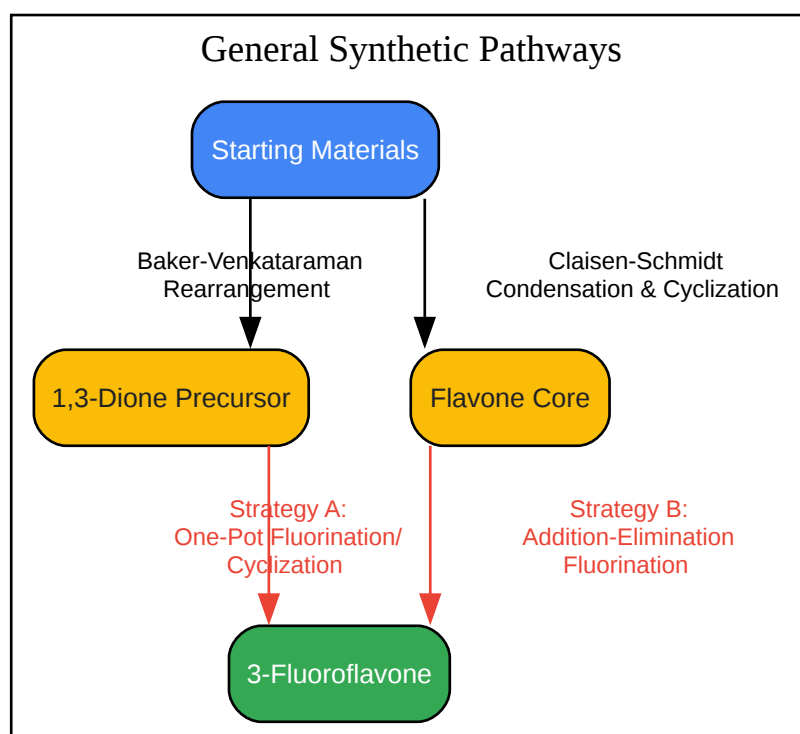 General Synthetic Pathways
Starting Materials
Baker-Venkataraman
Rearrangement
Claisen-Schmidt
Condensation & Cyclization
1,3-Dione Precursor
Flavone Core
Strategy A:
One-Pot Fluorination/
Cyclization
Strategy B:
Addition-Elimination
Fluorination
3-Fluoroflavone